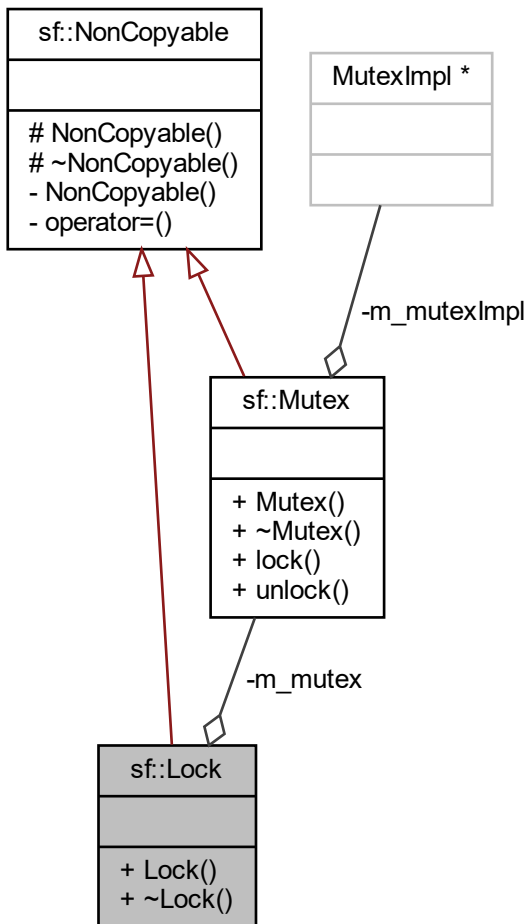 sf::NonCopyable
# NonCopyable()
# ~NonCopyable()
- NonCopyable()
- operator=()
MutexImpl *
-m_mutexImpl
sf::Mutex
+ Mutex()
+ ~Mutex()
+ lock()
+ unlock()
-m_mutex
sf::Lock
+ Lock()
+ ~Lock()